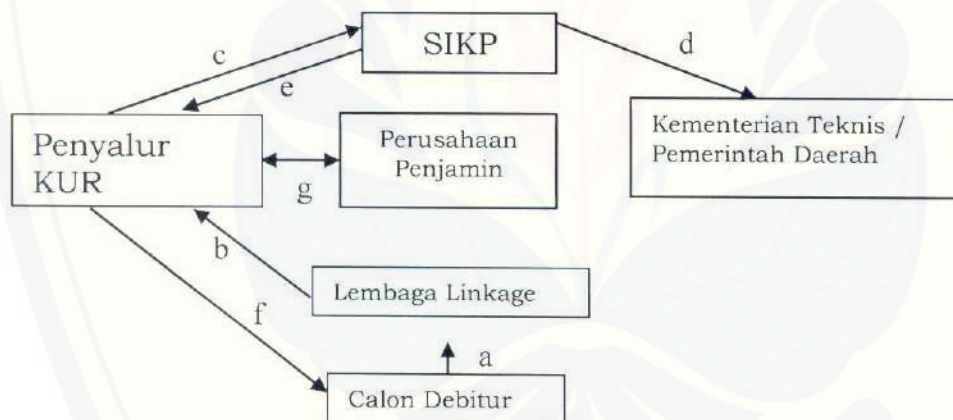 SIKP
c
d
e
Penyalur
KUR
Perusahaan
Penjamin
Kementerian Teknis /
Pemerintah Daerah
g
b
Lembaga Linkage
f
a
Calon Debitur